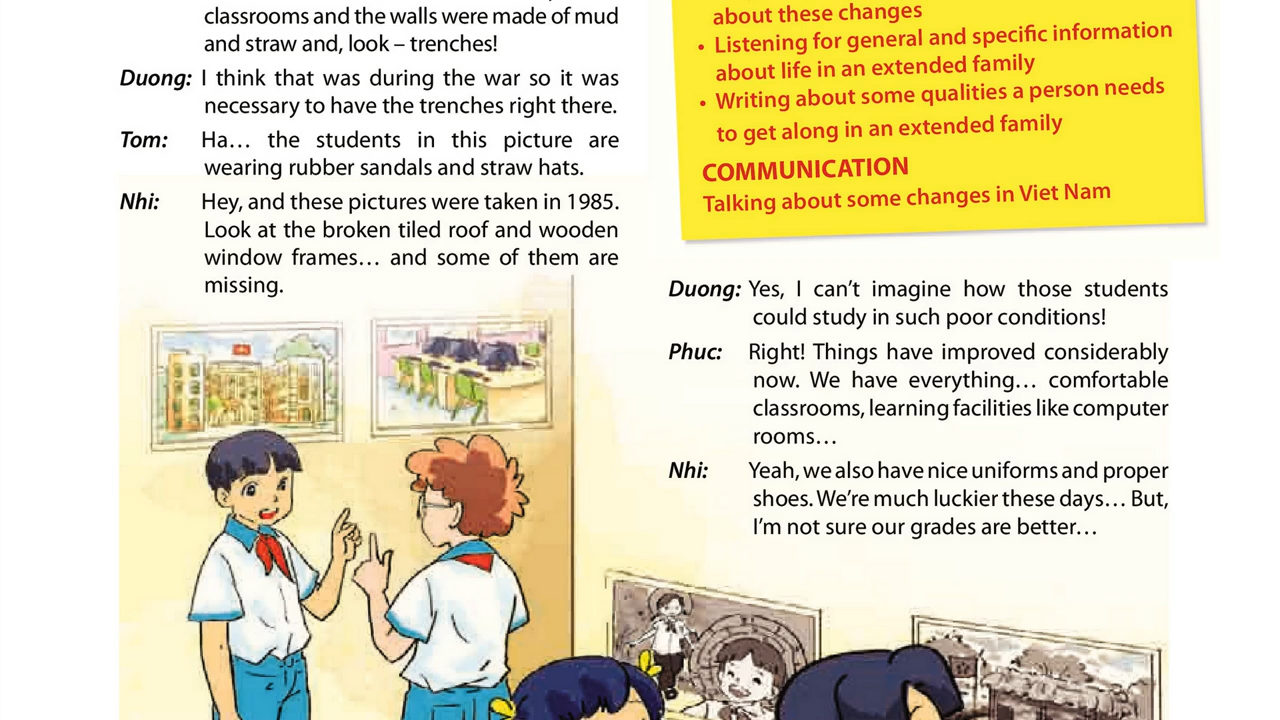 classrooms and the walls were made of mud
and straw and, look – trenches!
Duong: I think that was during the war so it was
necessary to have the trenches right there.
Tom: Ha… the students in this picture are
wearing rubber sandals and straw hats.
Nhi: Hey, and these pictures were taken in 1985.
Look at the broken tiled roof and wooden
window frames… and some of them are
missing.
about these changes
• Listening for general and specific information
about life in an extended family
• Writing about some qualities a person needs
to get along in an extended family
COMMUNICATION
Talking about some changes in Viet Nam
Duong: Yes, I can’t imagine how those students
could study in such poor conditions!
Phuc: Right! Things have improved considerably
now. We have everything… comfortable
classrooms, learning facilities like computer
rooms…
Nhi: Yeah, we also have nice uniforms and proper
shoes. We’re much luckier these days… But,
I’m not sure our grades are better…